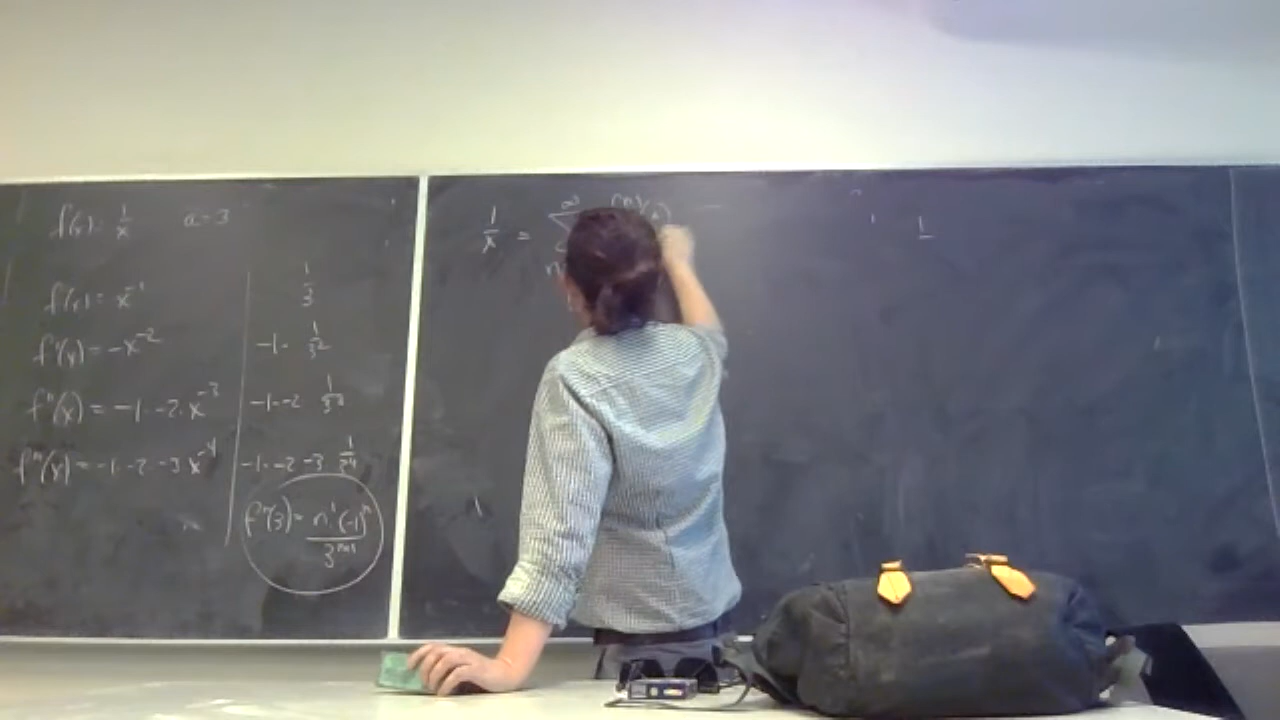 f(x) = 1/x a = 3
f(x) = x^-1 1/3
f'(x) = -x^-2 -1 · 1/3^2
f''(x) = -1 · -2 · x^-3 -1 · -2 1/3^3
f'''(x) = -1 · -2 · -3 x^-4 -1 · -2 · -3 1/3^4
f^n(3) = n!(-1)^n / 3^n+1
1/x = ∑ ∞ n
1